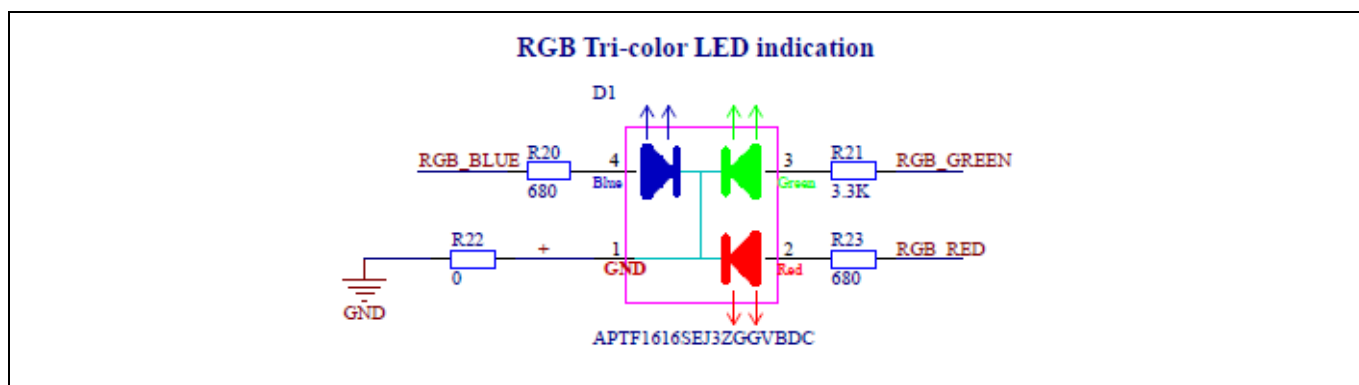 RGB Tri-color LED indication
D1
RGB_BLUE R20 4 3 R21 RGB_GREEN
680 Blue Green 3.3K
R22 + 1 2 R23 RGB_RED
0 GND Red 680
GND
APTF1616SEJ3ZGGVBDC